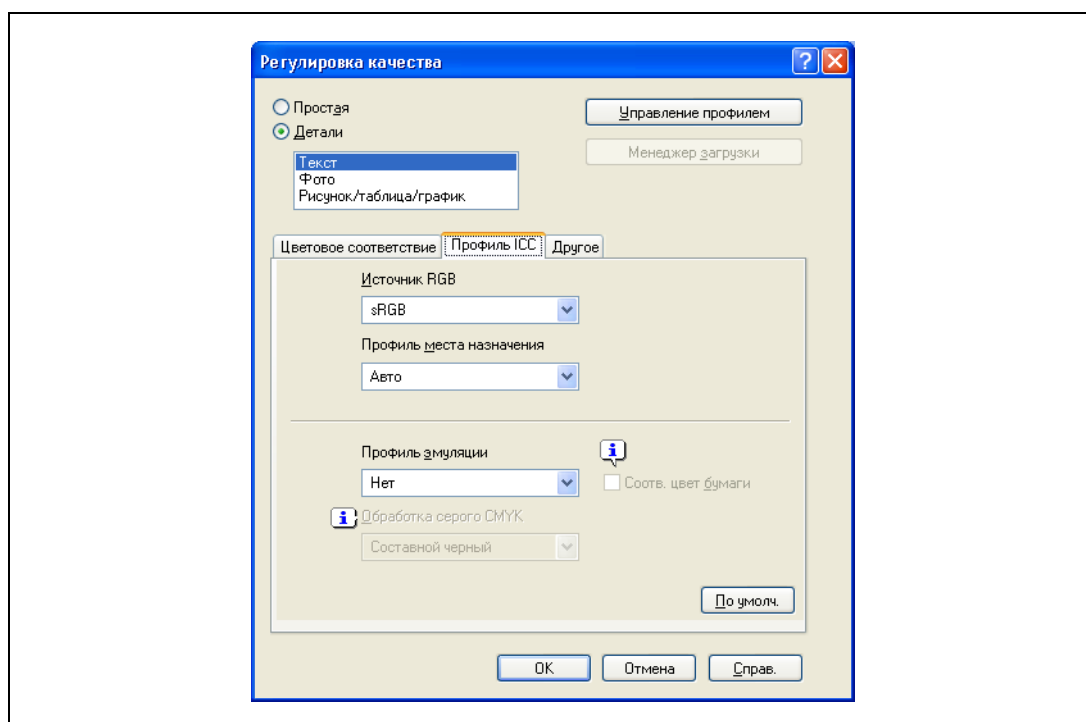 Регулировка качества
Простая
Управление профилем
Детали
Менеджер загрузки
Текст
Фото
Рисунок/таблица/график
Цветовое соответствие Профиль ICC Другое
Источник RGB
sRGB
Профиль места назначения
Авто
Профиль эмуляции
Нет
Соотв. цвет бумаги
Обработка серого CMYK
Составной черный
По умолч.
OK Отмена Справ.